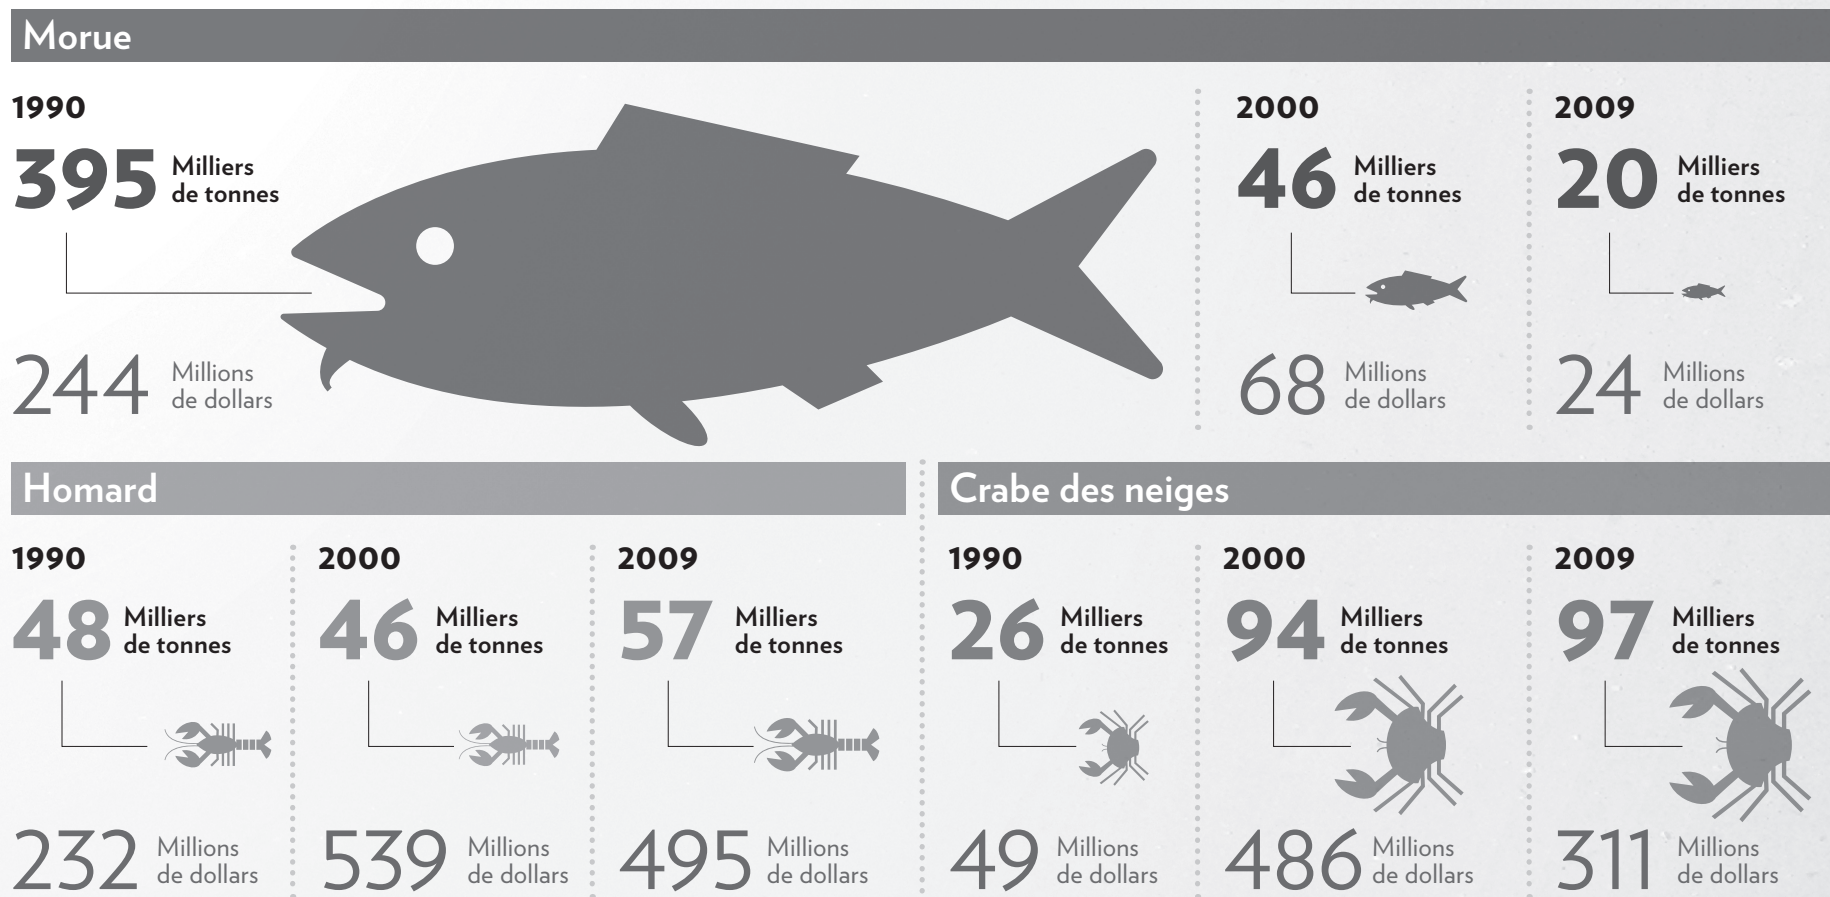 Morue
1990
395 Milliers
de tonnes
244 Millions
de dollars
2000
46 Milliers
de tonnes
68 Millions
de dollars
2009
20 Milliers
de tonnes
24 Millions
de dollars
Homard
1990
48 Milliers
de tonnes
232 Millions
de dollars
2000
46 Milliers
de tonnes
539 Millions
de dollars
2009
57 Milliers
de tonnes
495 Millions
de dollars
Crabe des neiges
1990
26 Milliers
de tonnes
49 Millions
de dollars
2000
94 Milliers
de tonnes
486 Millions
de dollars
2009
97 Milliers
de tonnes
311 Millions
de dollars